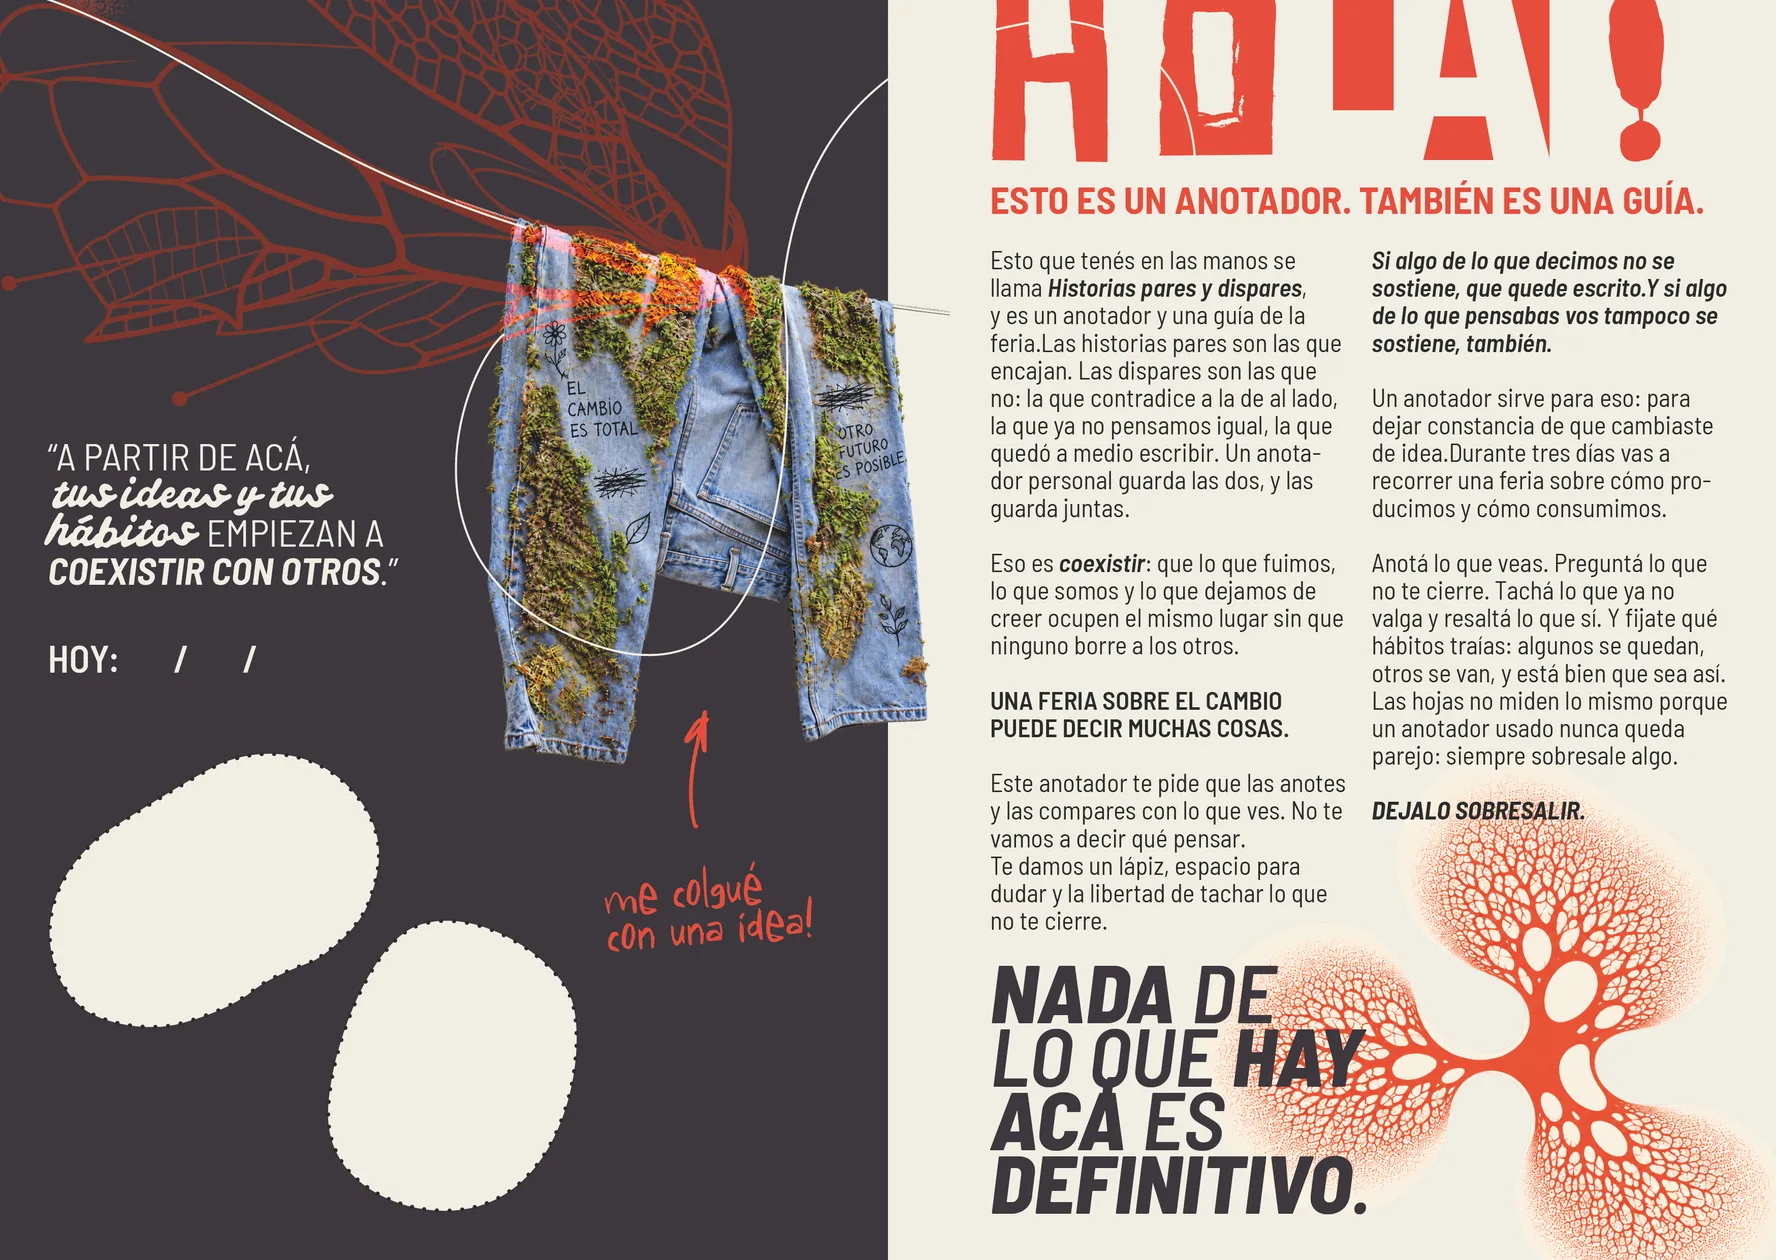 “A PARTIR DE ACÁ,
tus ideas y tus
hábitos EMPIEZAN A
COEXISTIR CON OTROS.”
HOY: / /
EL
CAMBIO
ES TOTAL
OTRO
FUTURO
ES POSIBLE.
me colgué
con una idea!
HOLA!
ESTO ES UN ANOTADOR. TAMBIÉN ES UNA GUÍA.
Esto que tenés en las manos se
llama Historias pares y dispares,
y es un anotador y una guía de la
feria.Las historias pares son las que
encajan. Las dispares son las que
no: la que contradice a la de al lado,
la que ya no pensamos igual, la que
quedó a medio escribir. Un anota-
dor personal guarda las dos, y las
guarda juntas.
Eso es coexistir: que lo que fuimos,
lo que somos y lo que dejamos de
creer ocupen el mismo lugar sin que
ninguno borre a los otros.
UNA FERIA SOBRE EL CAMBIO
PUEDE DECIR MUCHAS COSAS.
Este anotador te pide que las anotes
y las compares con lo que ves. No te
vamos a decir qué pensar.
Te damos un lápiz, espacio para
dudar y la libertad de tachar lo que
no te cierre.
Si algo de lo que decimos no se
sostiene, que quede escrito.Y si algo
de lo que pensabas vos tampoco se
sostiene, también.
Un anotador sirve para eso: para
dejar constancia de que cambiaste
de idea.Durante tres días vas a
recorrer una feria sobre cómo pro-
ducimos y cómo consumimos.
Anotá lo que veas. Preguntá lo que
no te cierre. Tachá lo que ya no
valga y resaltá lo que sí. Y fijate qué
hábitos traías: algunos se quedan,
otros se van, y está bien que sea así.
Las hojas no miden lo mismo porque
un anotador usado nunca queda
parejo: siempre sobresale algo.
DEJALO SOBRESALIR.
NADA DE
LO QUE HAY
ACÁ ES
DEFINITIVO.